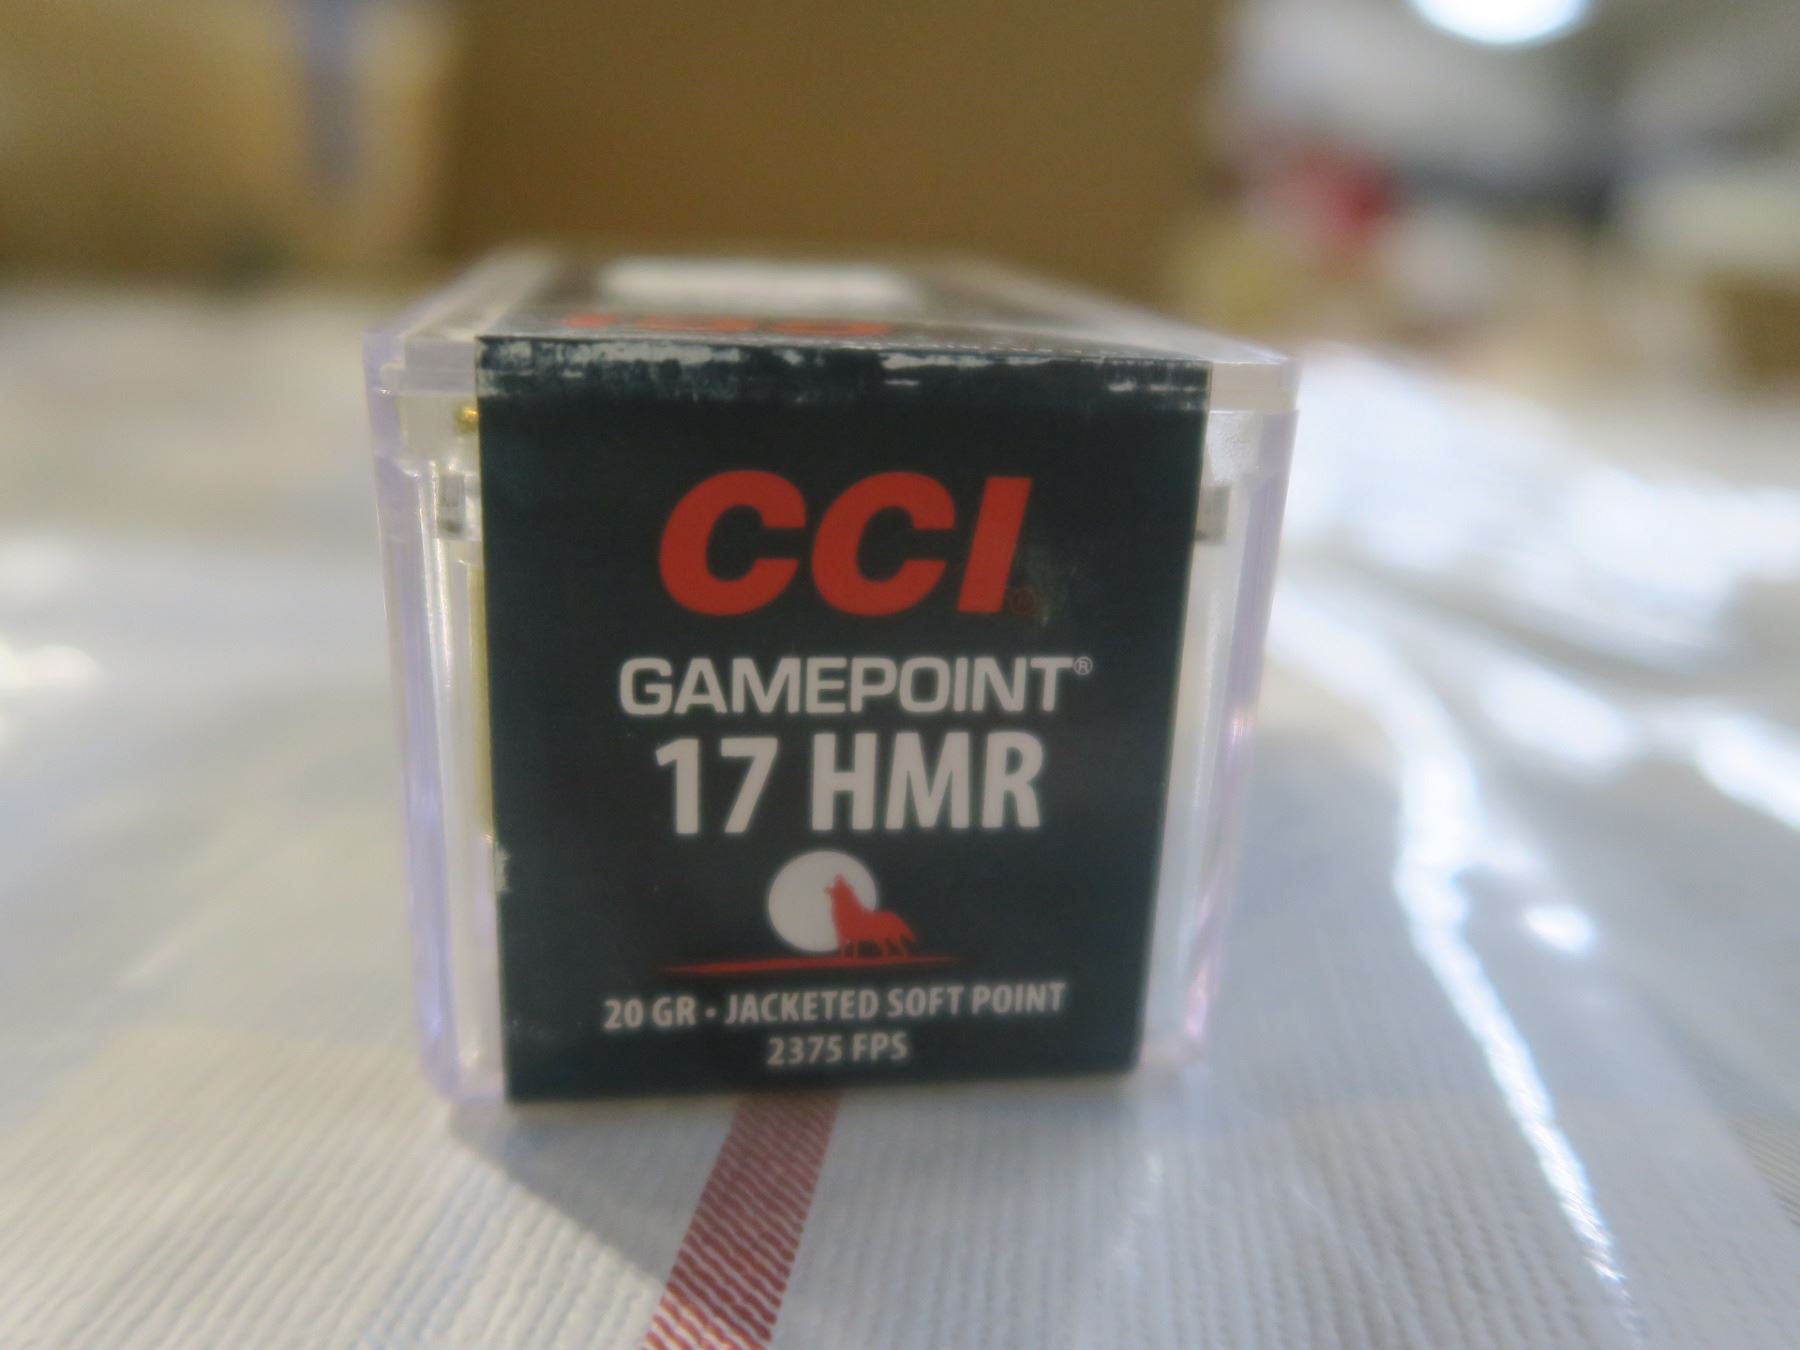 CCI
GAMEPOINT®
17 HMR
20 GR • JACKETED SOFT POINT
2375 FPS